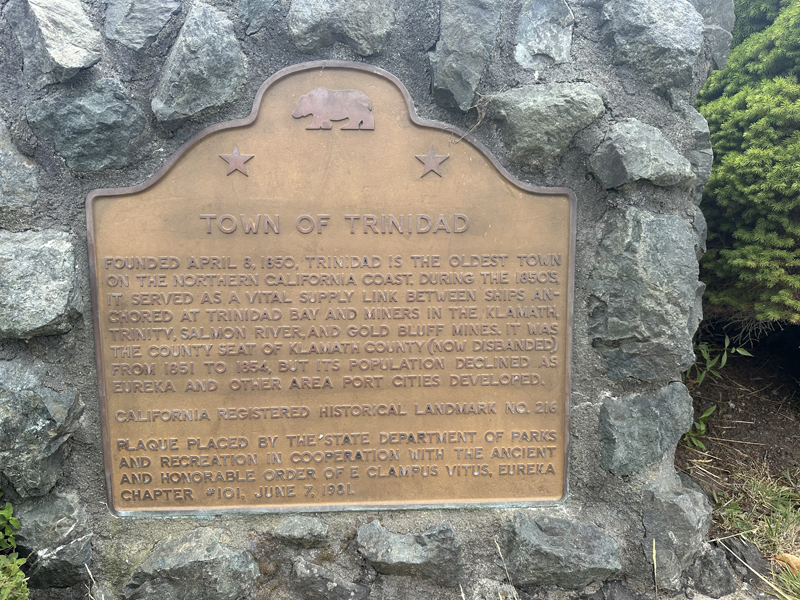 TOWN OF TRINIDAD
FOUNDED APRIL 8, 1850, TRINIDAD IS THE OLDEST TOWN
ON THE NORTHERN CALIFORNIA COAST. DURING THE 1850'S,
IT SERVED AS A VITAL SUPPLY LINK BETWEEN SHIPS AN-
CHORED AT TRINIDAD BAY AND MINERS IN THE KLAMATH,
TRINITY, SALMON RIVER, AND GOLD BLUFF MINES. IT WAS
THE COUNTY SEAT OF KLAMATH COUNTY (NOW DISBANDED)
FROM 1851 TO 1854, BUT ITS POPULATION DECLINED AS
EUREKA AND OTHER AREA PORT CITIES DEVELOPED.
CALIFORNIA REGISTERED HISTORICAL LANDMARK NO. 216
PLAQUE PLACED BY THE STATE DEPARTMENT OF PARKS
AND RECREATION IN COOPERATION WITH THE ANCIENT
AND HONORABLE ORDER OF E CLAMPUS VITUS, EUREKA
CHAPTER #101, JUNE 7, 1981.